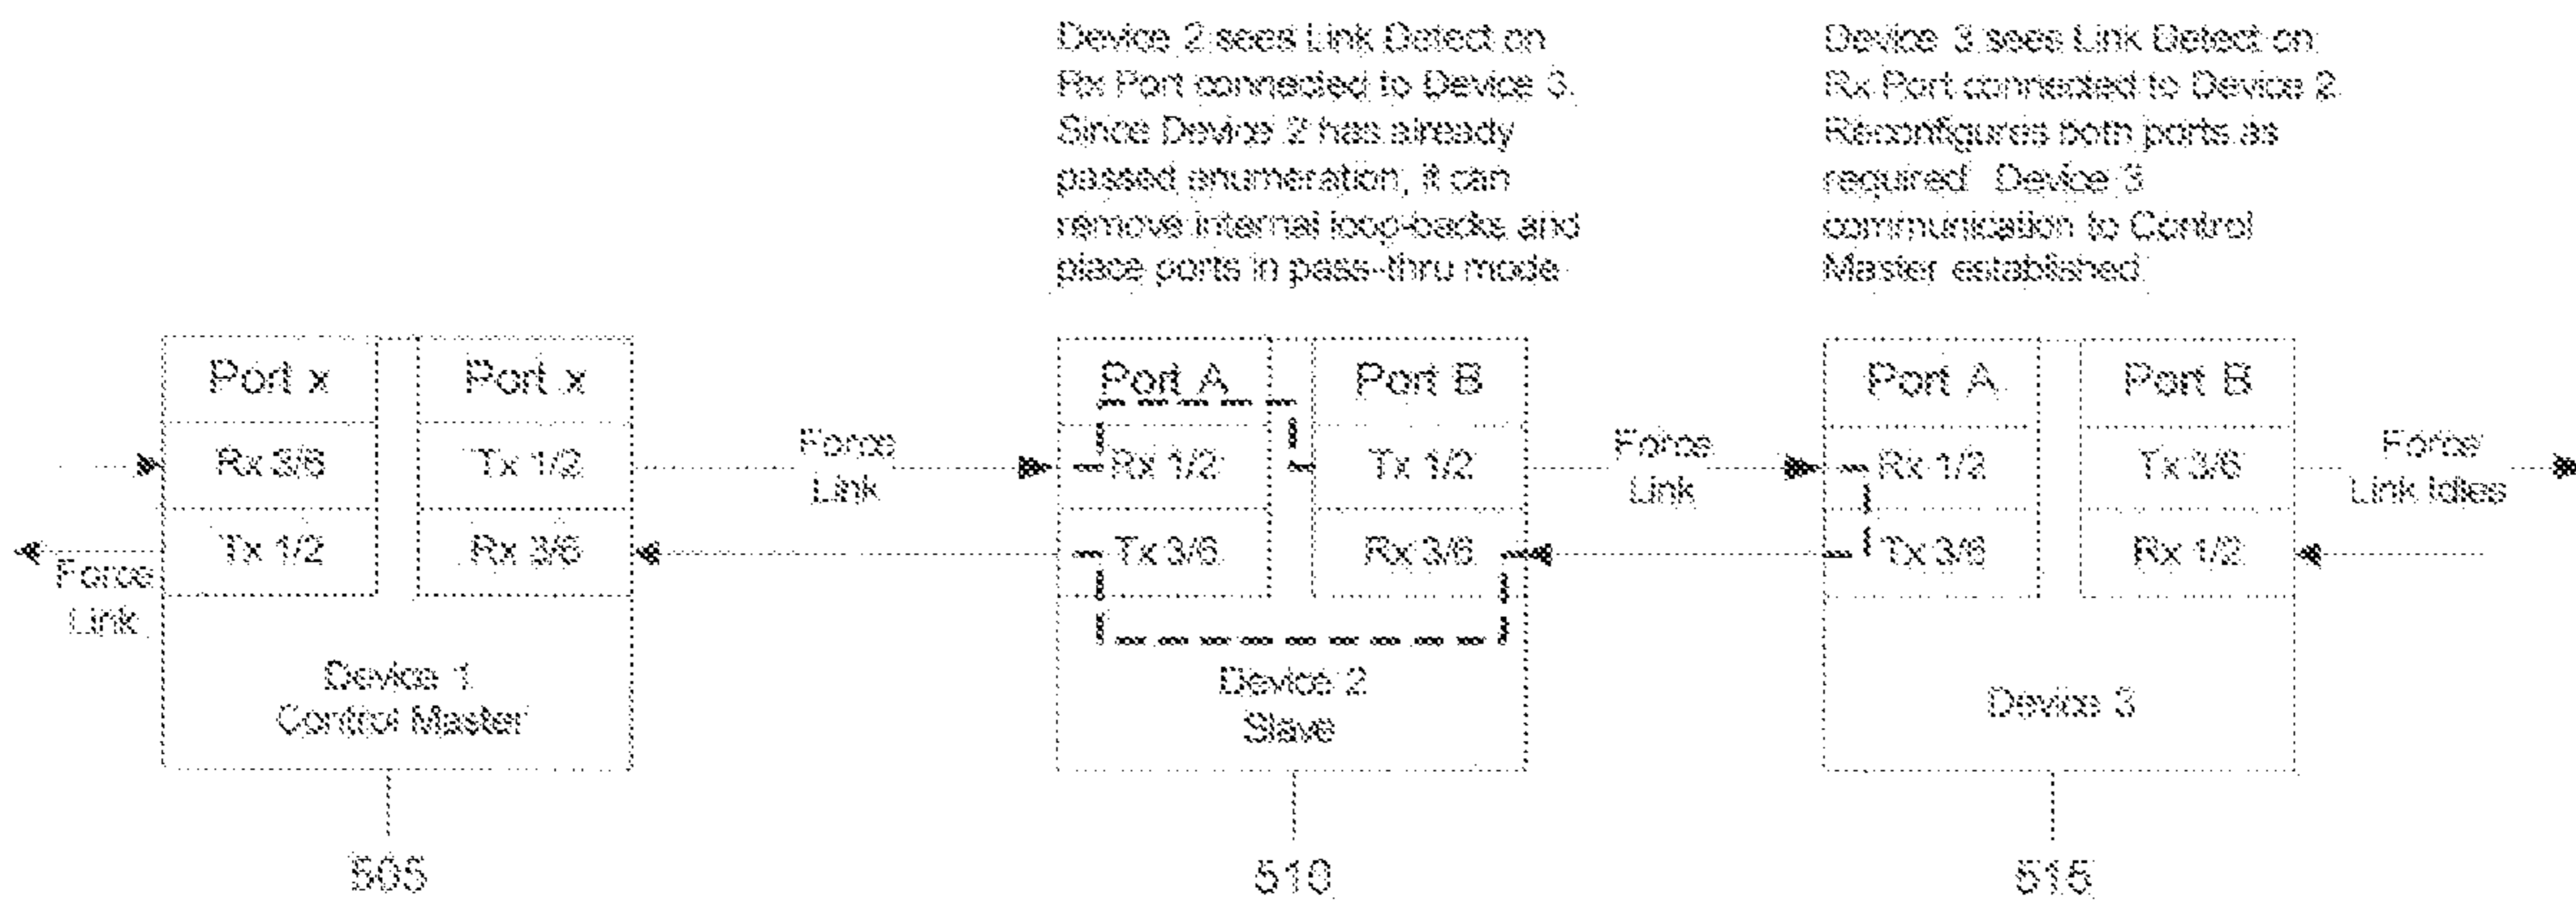 Device 2 sees Link Detect on
Rx Port connected to Device 3.
Since Device 2 has already
passed enumeration, it can
remove internal loop-backs and
place ports in pass-thru mode
Device 3 sees Link Detect on
Rx Port connected to Device 2.
Reconfigures both ports as
required. Device 3
communication to Control
Master established.
Port x
Port x
Rx 3/6
Tx 1/2
Tx 1/2
Rx 3/6
Force
Link
Device 1
Control Master
505
Force
Link
Port A
Port B
Rx 1/2
Tx 1/2
Tx 3/6
Rx 3/6
Device 2
Slave
510
Force
Link
Port A
Port B
Rx 1/2
Tx 3/6
Tx 3/6
Rx 1/2
Device 3
515
Force
Link Idles